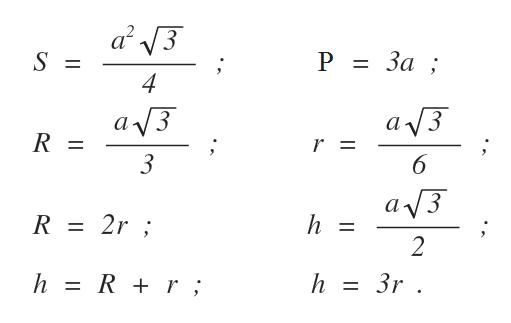 S = a²√3/4 ; P = 3a ;
R = a√3/3 ; r = a√3/6 ;
R = 2r ; h = a√3/2 ;
h = R + r ; h = 3r .